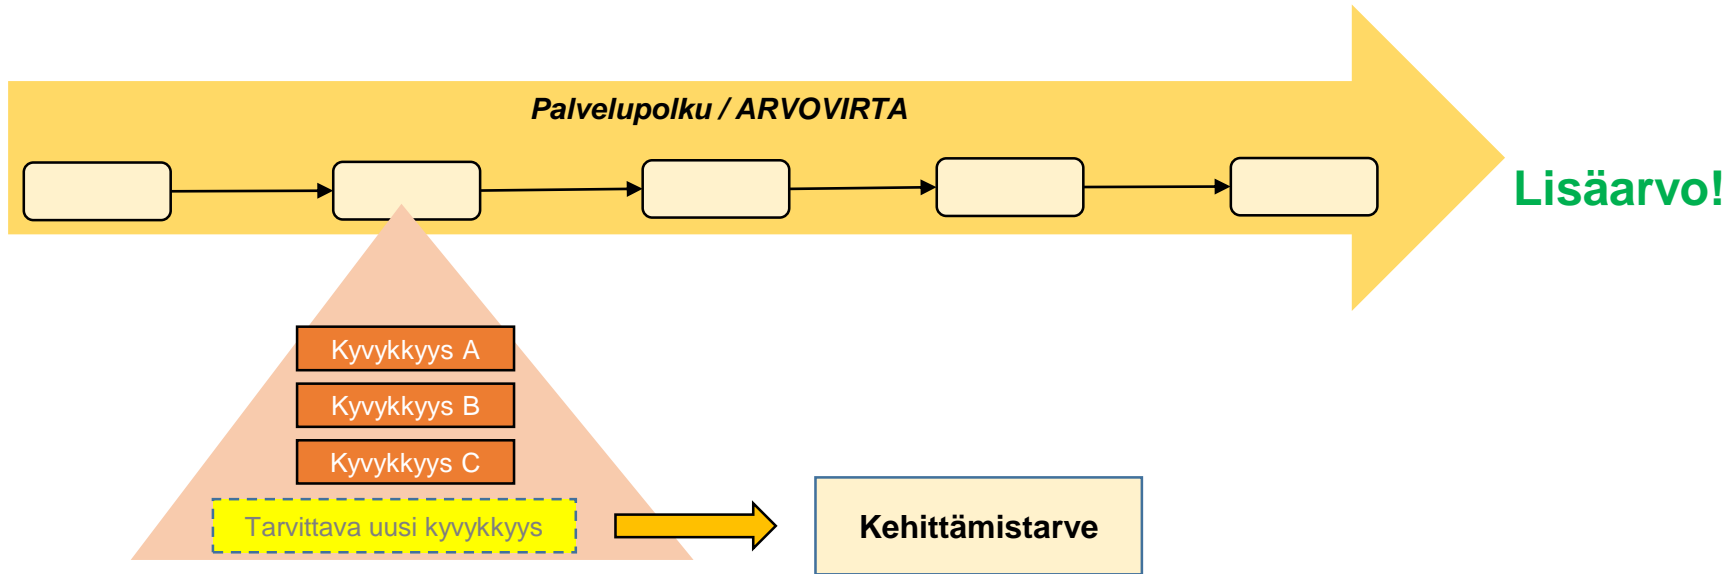 Palvelupolku / ARVOVIRTA
Lisäarvo!
Kyvykkyys A
Kyvykkyys B
Kyvykkyys C
Tarvittava uusi kyvykkyys
Kehittämistarve